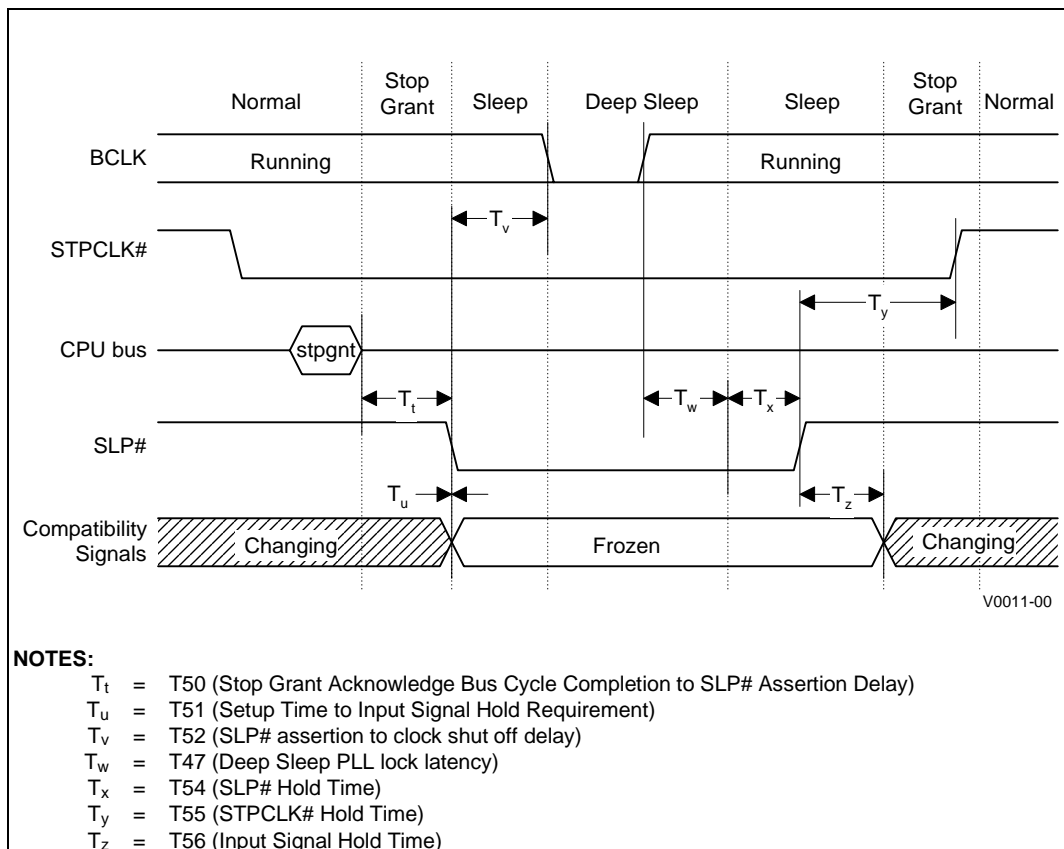 Normal
Stop
Grant
Sleep
Deep Sleep
Sleep
Stop
Grant
Normal
BCLK
Running
Running
Tv
STPCLK#
Ty
CPU bus
stpgnt
Tt
Tw
Tx
SLP#
Tu
Tz
Compatibility
Signals
Changing
Frozen
Changing
V0011-00
NOTES:
Tt = T50 (Stop Grant Acknowledge Bus Cycle Completion to SLP# Assertion Delay)
Tu = T51 (Setup Time to Input Signal Hold Requirement)
Tv = T52 (SLP# assertion to clock shut off delay)
Tw = T47 (Deep Sleep PLL lock latency)
Tx = T54 (SLP# Hold Time)
Ty = T55 (STPCLK# Hold Time)
Tz = T56 (Input Signal Hold Time)